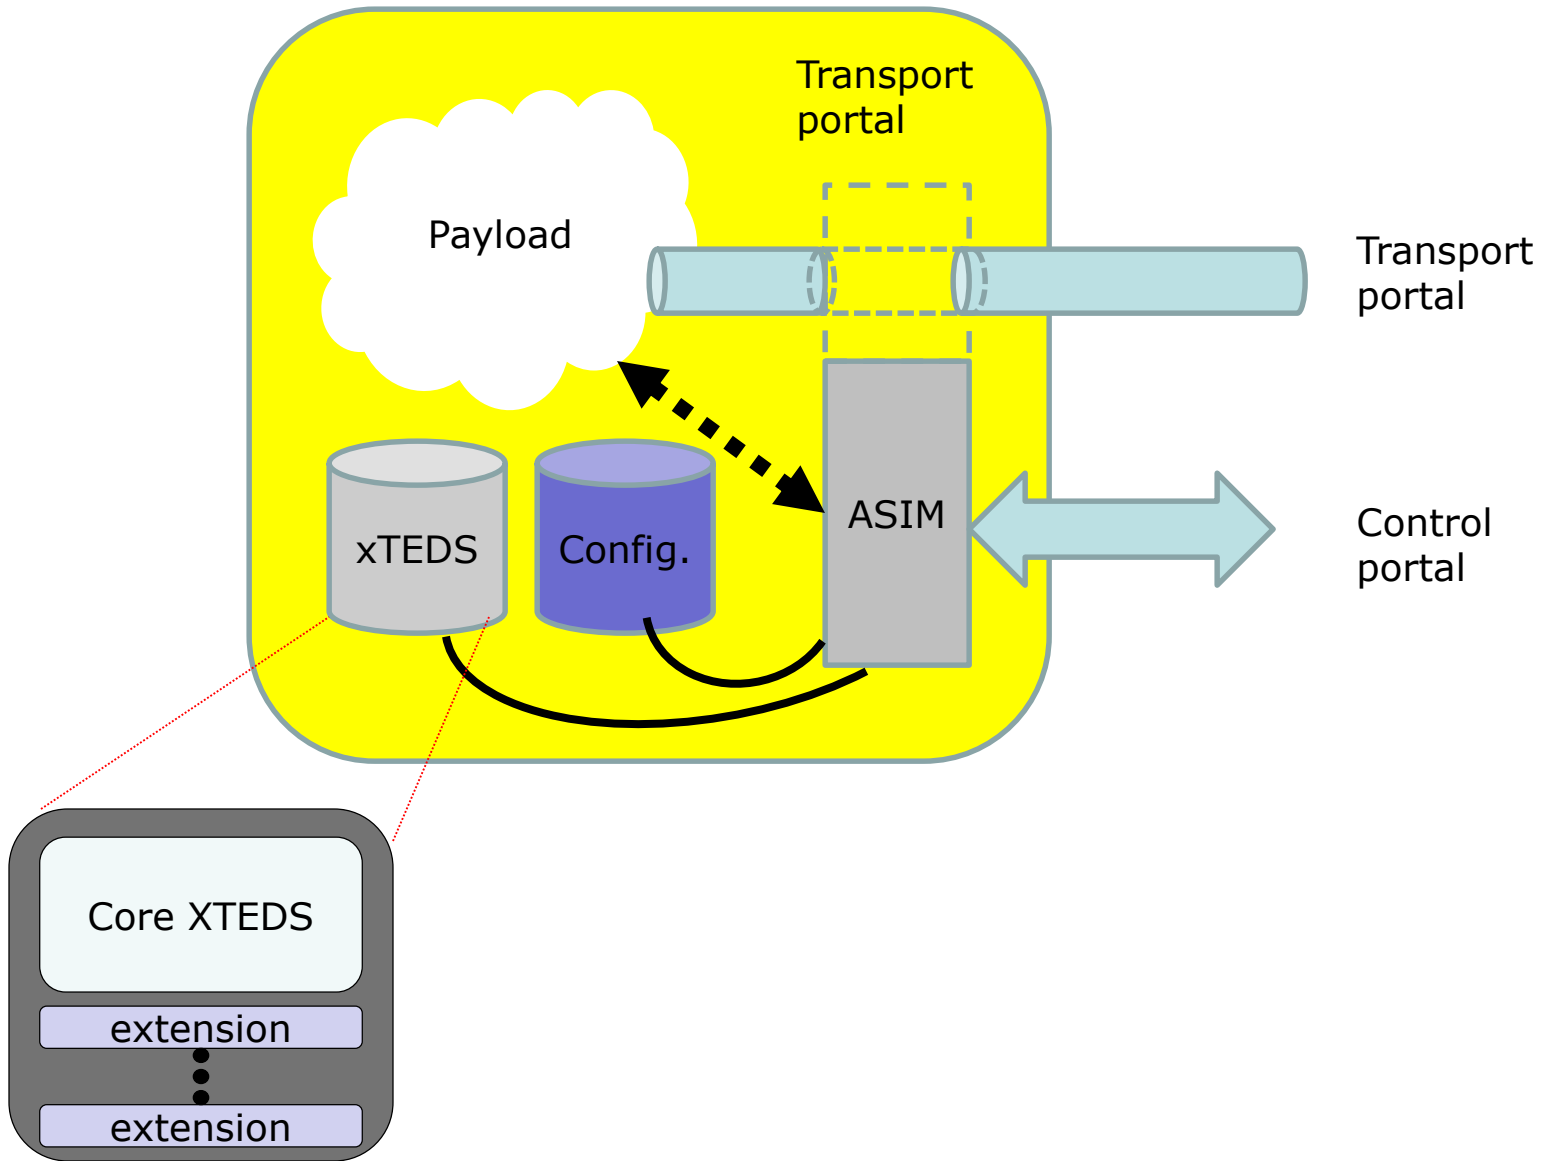 Transport
portal
Payload
Transport
portal
xTEDS
Config.
ASIM
Control
portal
Core XTEDS
extension
extension